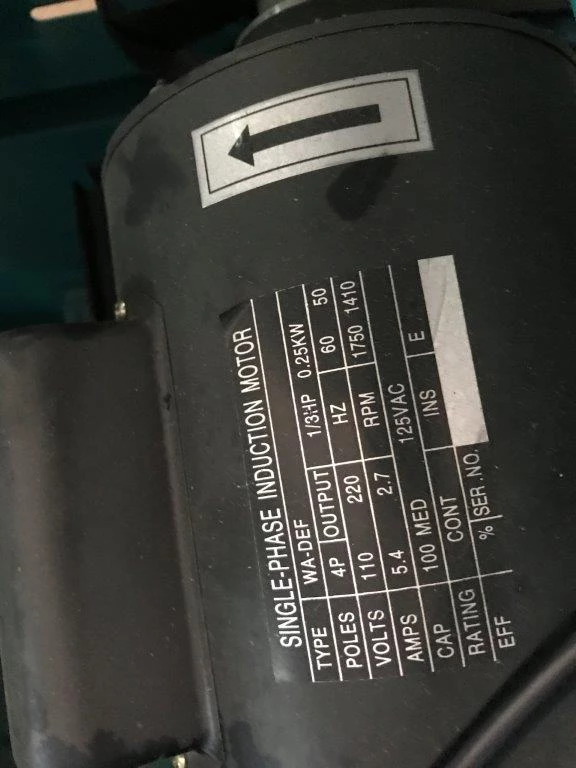 SINGLE-PHASE INDUCTION MOTOR
TYPE WA-DEF
POLES 4P OUTPUT 1/3HP 0.25KW
VOLTS 110 220 HZ 60 50
AMPS 5.4 2.7 RPM 1750 1410
CAP 100 MED 125VAC
RATING CONT INS E
EFF % SER.NO.